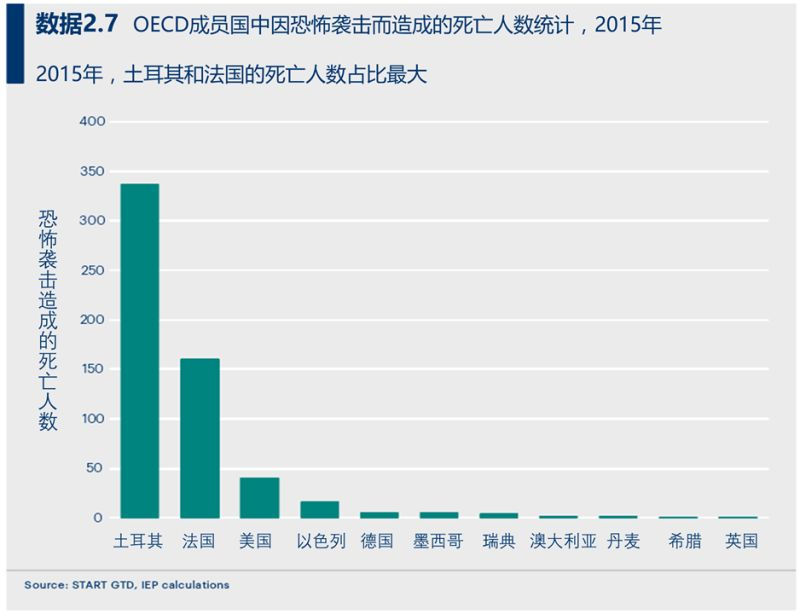 数据2.7 OECD成员国中因恐怖袭击而造成的死亡人数统计，2015年
2015年，土耳其和法国的死亡人数占比最大
恐怖袭击造成的死亡人数
400
350
300
250
200
150
100
50
0
土耳其 法国 美国 以色列 德国 墨西哥 瑞典 澳大利亚 丹麦 希腊 英国
Source: START GTD, IEP calculations